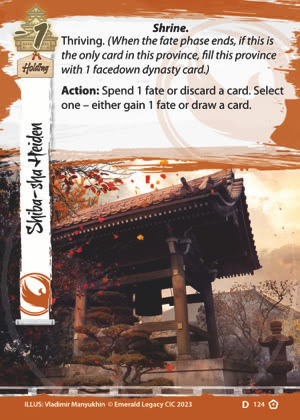 1
Holding
Shrine.
Thriving. (When the fate phase ends, if this is
the only card in this province, fill this province
with 1 facedown dynasty card.)
Action: Spend 1 fate or discard a card. Select
one – either gain 1 fate or draw a card.
Shiba-sha Heiden
ILLUS: Vladimir Manyukhin © Emerald Legacy CIC 2023
D 124